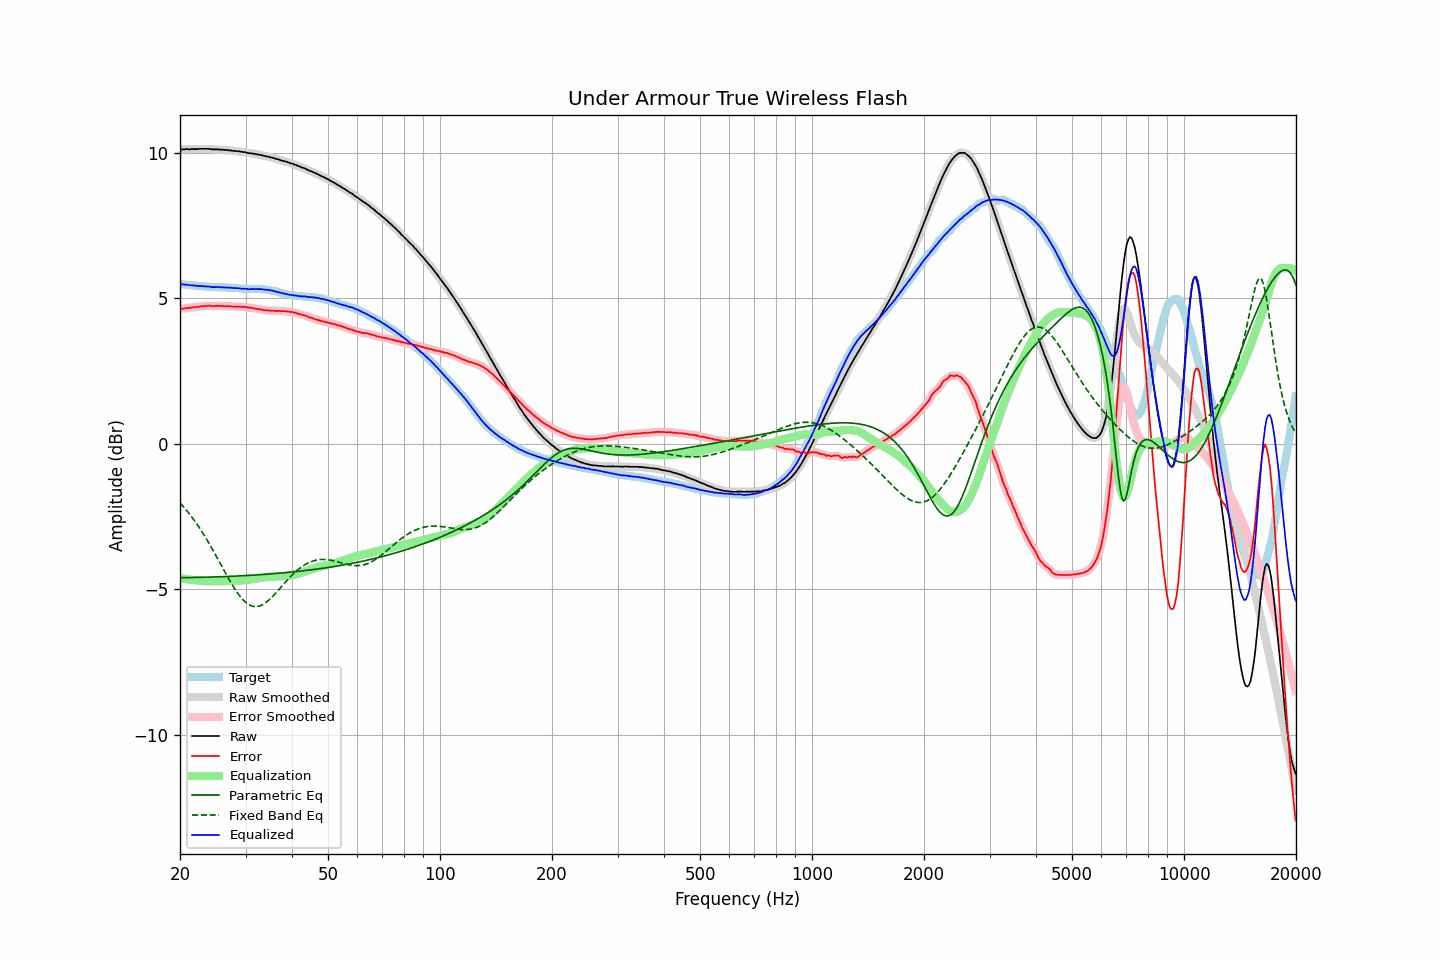 Under Armour True Wireless Flash
Amplitude (dBr)
10
5
0
−5
−10
Target
Raw Smoothed
Error Smoothed
Raw
Error
Equalization
Parametric Eq
Fixed Band Eq
Equalized
20 50 100 200 500 1000 2000 5000 10000 20000
Frequency (Hz)